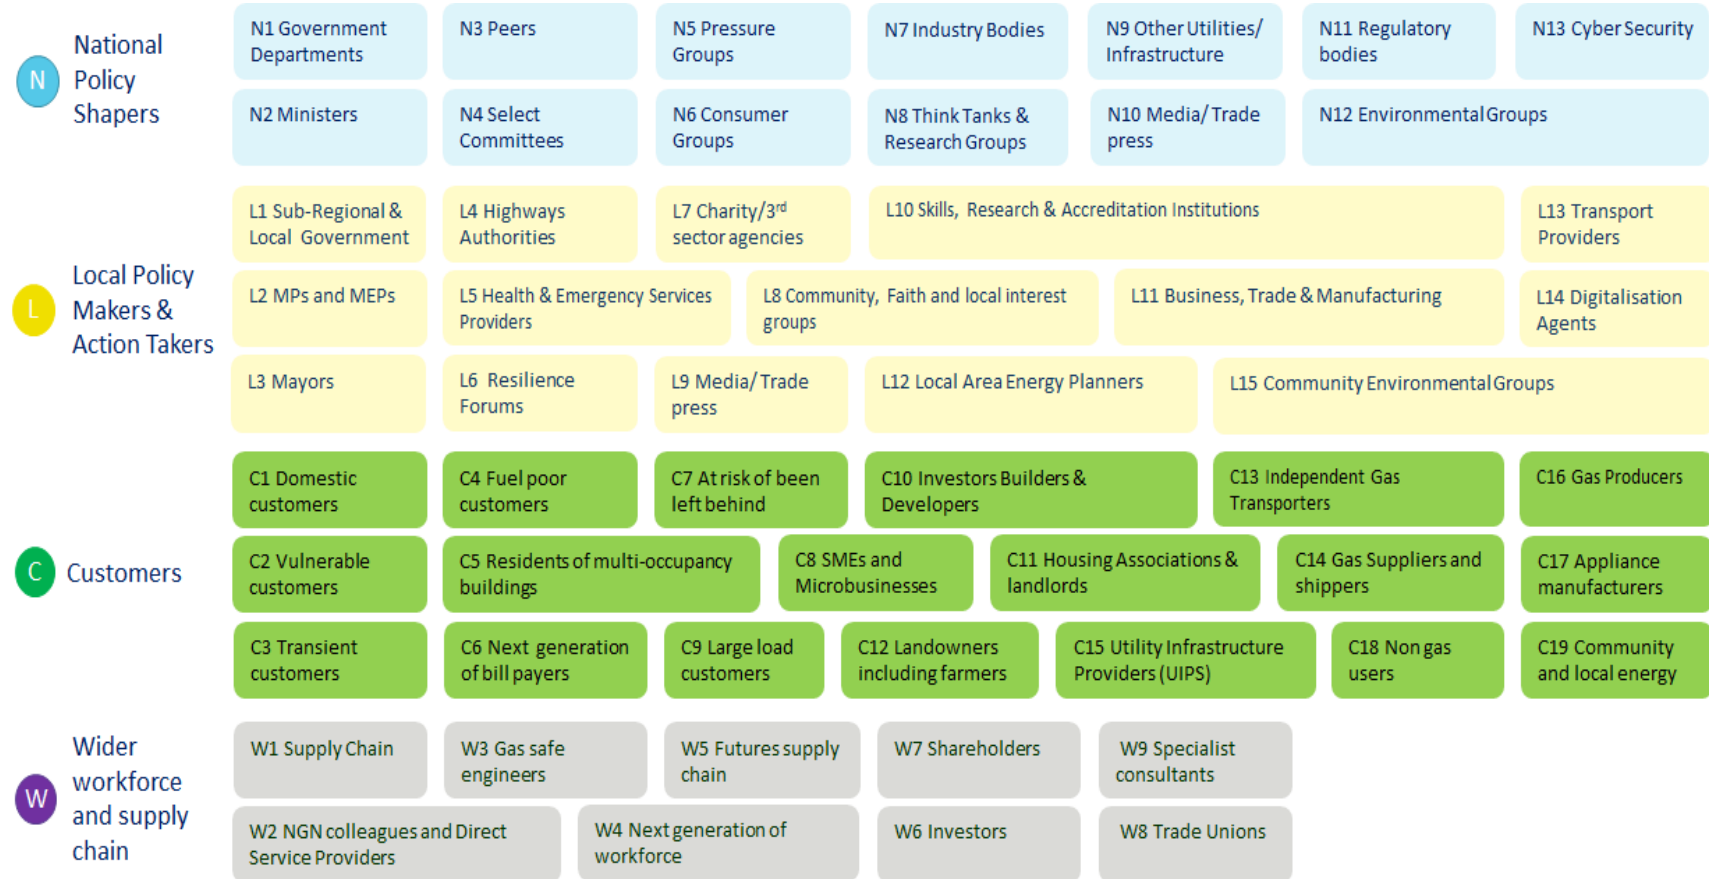 N
National
Policy
Shapers
N1 Government
Departments
N3 Peers
N5 Pressure
Groups
N7 Industry Bodies
N9 Other Utilities/
Infrastructure
N11 Regulatory
bodies
N13 Cyber Security
N2 Ministers
N4 Select
Committees
N6 Consumer
Groups
N8 Think Tanks &
Research Groups
N10 Media/ Trade
press
N12 Environmental Groups
L
Local Policy
Makers &
Action Takers
L1 Sub-Regional &
Local Government
L4 Highways
Authorities
L7 Charity/3rd
sector agencies
L10 Skills, Research & Accreditation Institutions
L13 Transport
Providers
L2 MPs and MEPs
L5 Health & Emergency Services
Providers
L8 Community, Faith and local interest
groups
L11 Business, Trade & Manufacturing
L14 Digitalisation
Agents
L3 Mayors
L6 Resilience
Forums
L9 Media/ Trade
press
L12 Local Area Energy Planners
L15 Community Environmental Groups
C
Customers
C1 Domestic
customers
C4 Fuel poor
customers
C7 At risk of been
left behind
C10 Investors Builders &
Developers
C13 Independent Gas
Transporters
C16 Gas Producers
C2 Vulnerable
customers
C5 Residents of multi-occupancy
buildings
C8 SMEs and
Microbusinesses
C11 Housing Associations &
landlords
C14 Gas Suppliers and
shippers
C17 Appliance
manufacturers
C3 Transient
customers
C6 Next generation
of bill payers
C9 Large load
customers
C12 Landowners
including farmers
C15 Utility Infrastructure
Providers (UIPS)
C18 Non gas
users
C19 Community
and local energy
W
Wider
workforce
and supply
chain
W1 Supply Chain
W3 Gas safe
engineers
W5 Futures supply
chain
W7 Shareholders
W9 Specialist
consultants
W2 NGN colleagues and Direct
Service Providers
W4 Next generation of
workforce
W6 Investors
W8 Trade Unions